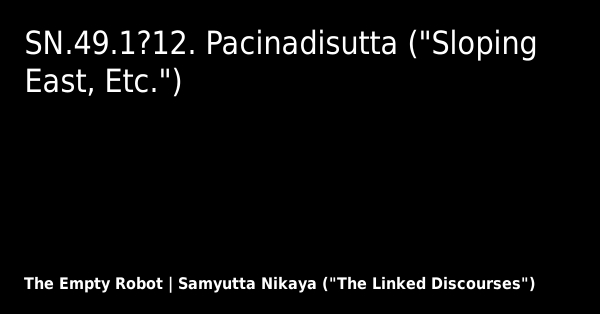 SN.49.1?12. Pacinadisutta ("Sloping
East, Etc.")
The Empty Robot | Samyutta Nikaya ("The Linked Discourses")